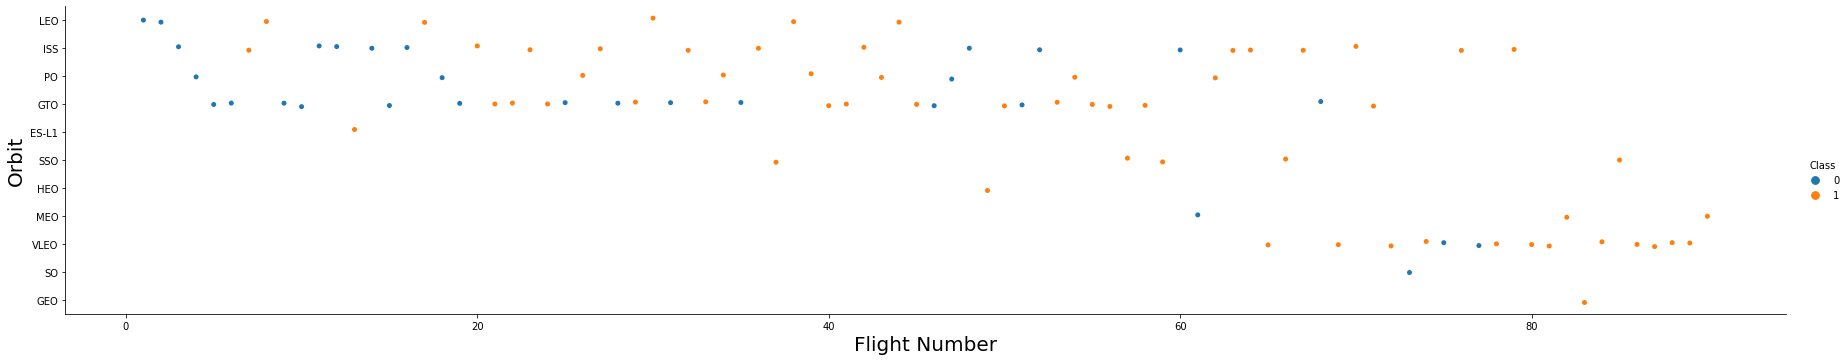 LEO
ISS
PO
GTO
ES-L1
SSO
HEO
MEO
VLEO
SO
GEO
Orbit
0 20 40 60 80
Flight Number
Class
0
1